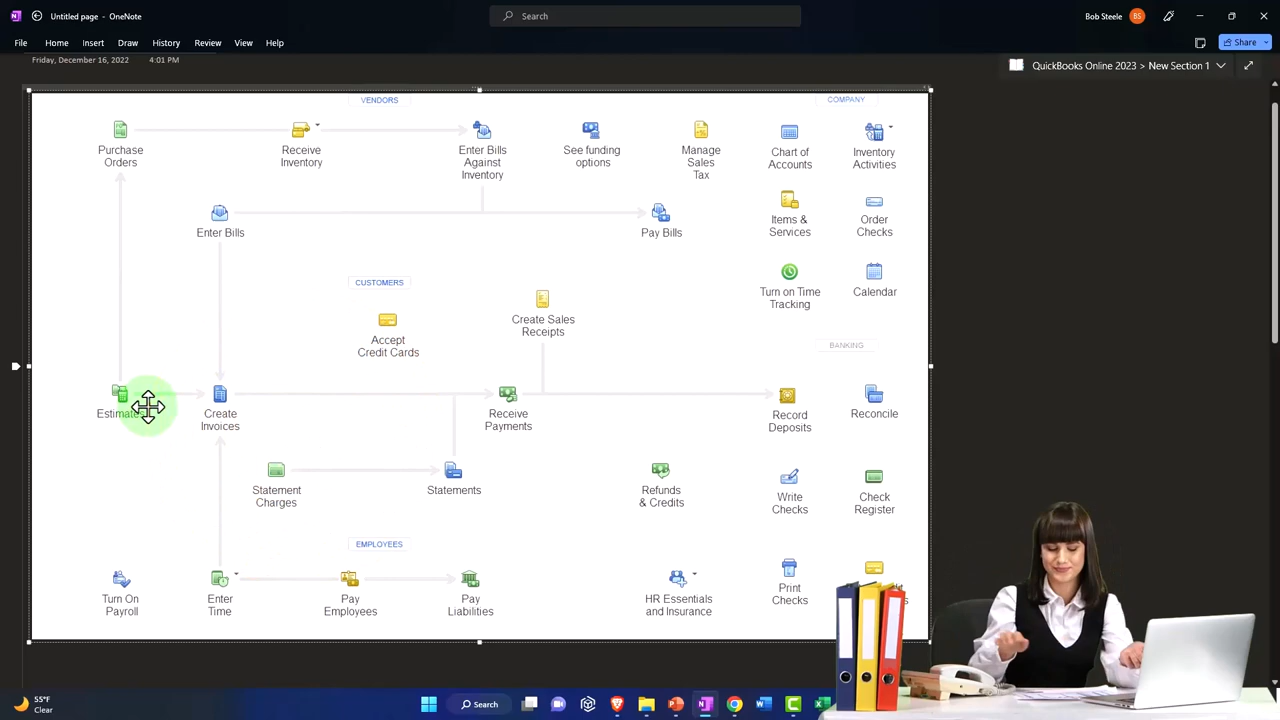 Untitled page - OneNote
Search
Bob Steele
BS
File
Home
Insert
Draw
History
Review
View
Help
Share
Friday, December 16, 2022
4:01 PM
QuickBooks Online 2023 > New Section 1
VENDORS
COMPANY
Purchase
Orders
Receive
Inventory
Enter Bills
Against
Inventory
See funding
options
Manage
Sales
Tax
Chart of
Accounts
Inventory
Activities
Enter Bills
Pay Bills
Items &
Services
Order
Checks
CUSTOMERS
Turn on Time
Tracking
Calendar
Accept
Credit Cards
Create Sales
Receipts
BANKING
Create
Invoices
Receive
Payments
Record
Deposits
Reconcile
Statement
Charges
Statements
Refunds
& Credits
Write
Checks
Check
Register
EMPLOYEES
Turn On
Payroll
Enter
Time
Pay
Employees
Pay
Liabilities
HR Essentials
and Insurance
Print
Checks
55°F
Clear
Search